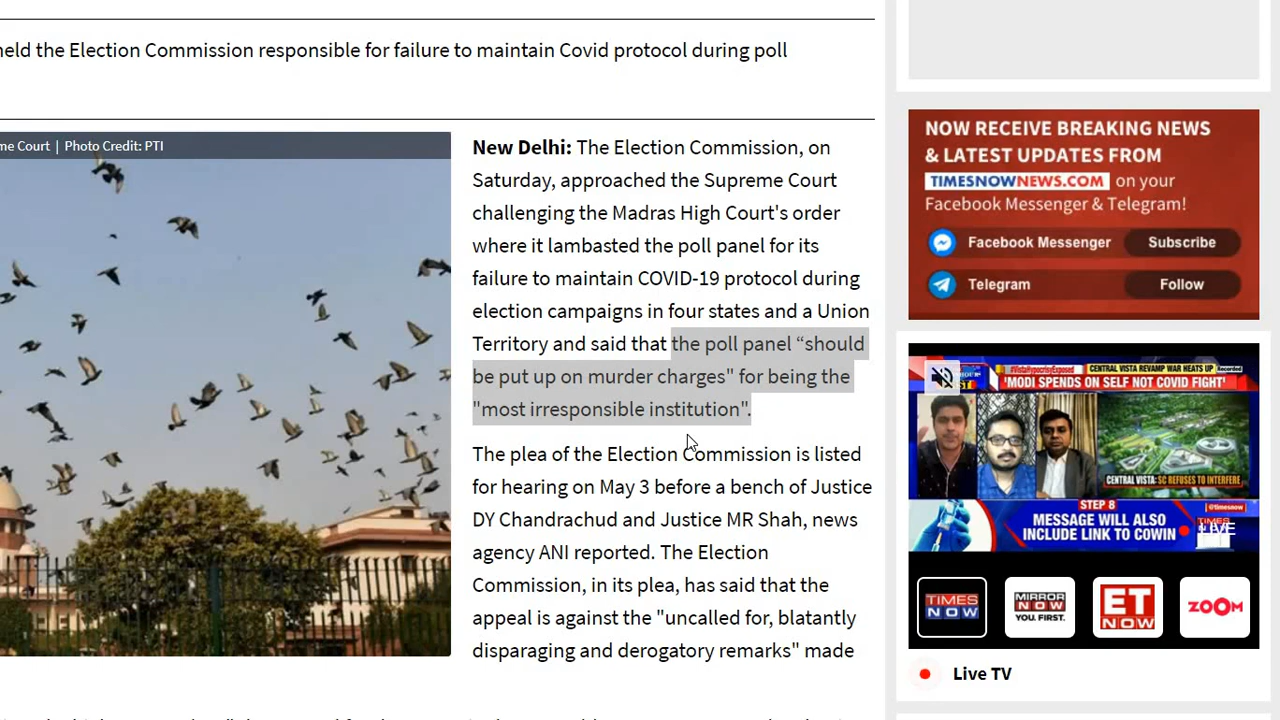 held the Election Commission responsible for failure to maintain Covid protocol during poll
me Court | Photo Credit: PTI
New Delhi: The Election Commission, on
Saturday, approached the Supreme Court
challenging the Madras High Court's order
where it lambasted the poll panel for its
failure to maintain COVID-19 protocol during
election campaigns in four states and a Union
Territory and said that the poll panel “should
be put up on murder charges" for being the
"most irresponsible institution".
The plea of the Election Commission is listed
for hearing on May 3 before a bench of Justice
DY Chandrachud and Justice MR Shah, news
agency ANI reported. The Election
Commission, in its plea, has said that the
appeal is against the "uncalled for, blatantly
disparaging and derogatory remarks" made
NOW RECEIVE BREAKING NEWS
& LATEST UPDATES FROM
TIMESNOWNEWS.COM on your
Facebook Messenger & Telegram!
Facebook Messenger Subscribe
Telegram Follow
#VistaHypocrisyExposed CENTRAL VISTA REVAMP WAR HEATS UP Recorded
'MODI SPENDS ON SELF NOT COVID FIGHT'
CENTRAL VISTA: SC REFUSES TO INTERFERE
STEP 8
@timesnow
MESSAGE WILL ALSO
INCLUDE LINK TO COWIN
TIMES
LIVE
TIMES NOW
MIRROR NOW YOU. FIRST.
ET NOW
ZOOM
Live TV